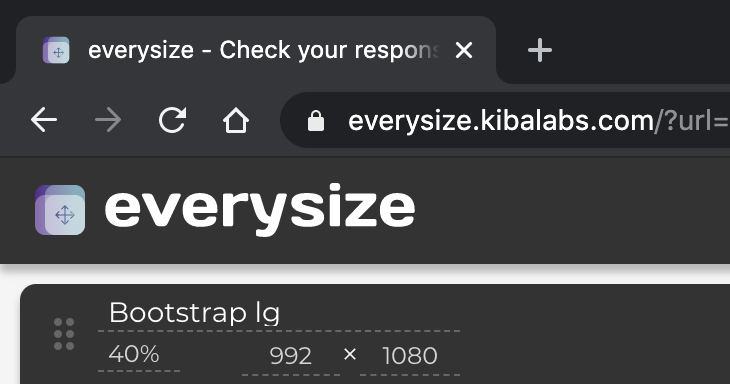 everysize - Check your respons
everysize.kibalabs.com/?url=
everysize
Bootstrap lg
40% 992 × 1080